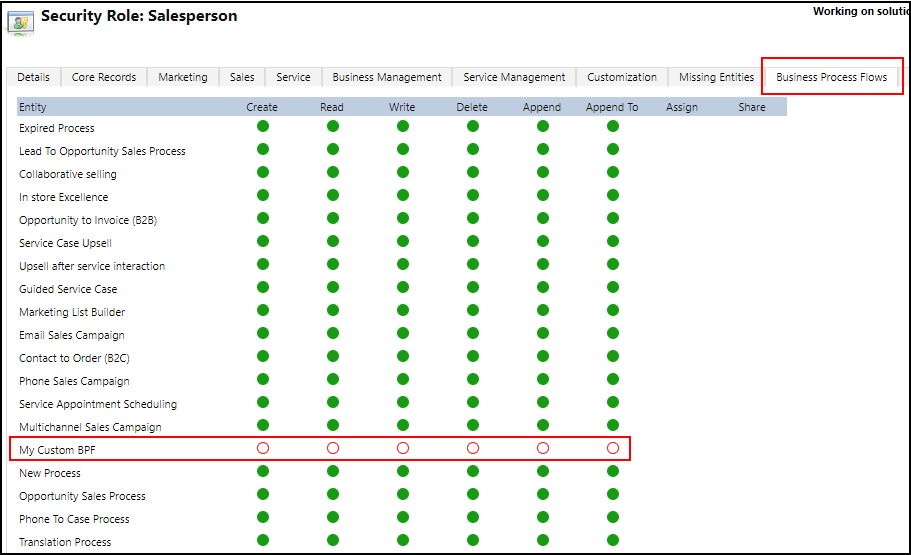 Security Role: Salesperson
Working on solutio
Details Core Records Marketing Sales Service Business Management Service Management Customization Missing Entities Business Process Flows
Entity Create Read Write Delete Append Append To Assign Share
Expired Process
Lead To Opportunity Sales Process
Collaborative selling
In store Excellence
Opportunity to Invoice (B2B)
Service Case Upsell
Upsell after service interaction
Guided Service Case
Marketing List Builder
Email Sales Campaign
Contact to Order (B2C)
Phone Sales Campaign
Service Appointment Scheduling
Multichannel Sales Campaign
My Custom BPF
New Process
Opportunity Sales Process
Phone To Case Process
Translation Process